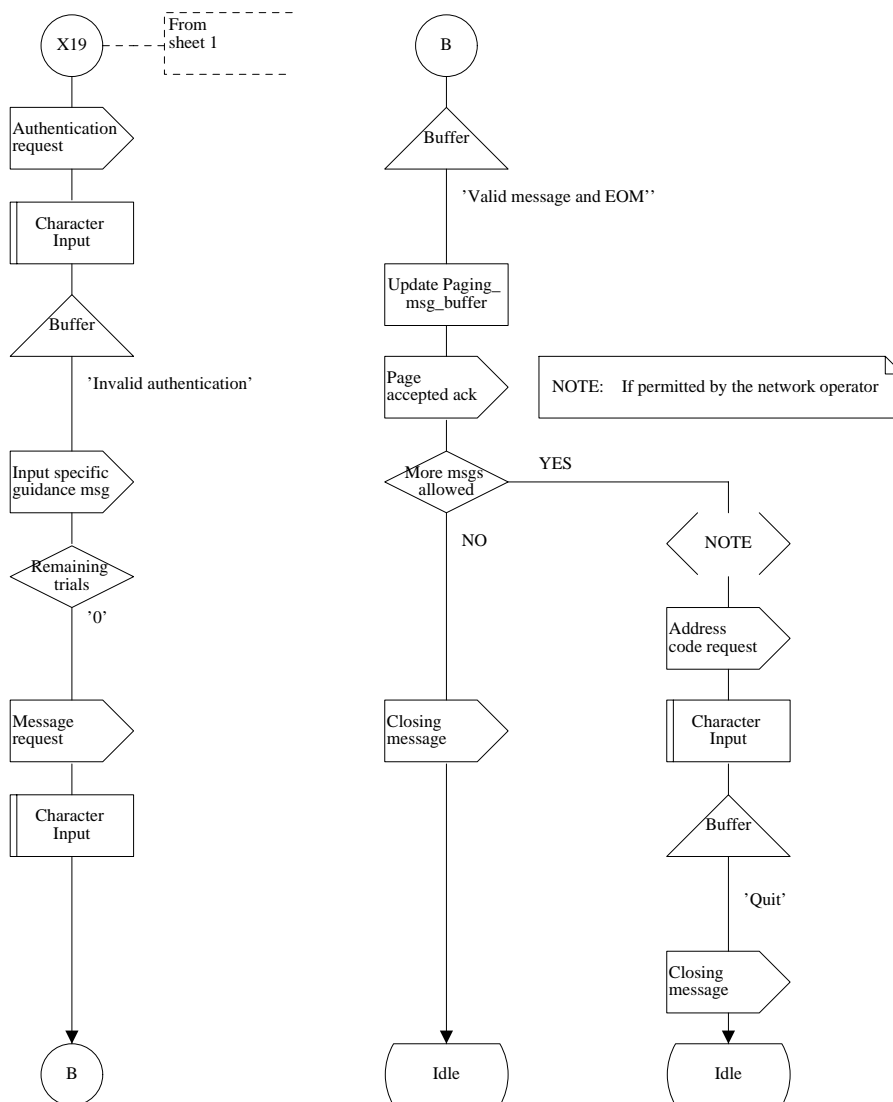 X19
From
sheet 1
Authentication
request
Character
Input
Buffer
’Invalid authentication’
Input specific
guidance msg
Remaining
trials
’0’
Message
request
Character
Input
B
B
Buffer
’Valid message and EOM’’
Update Paging_
msg_buffer
Page
accepted ack
NOTE: If permitted by the network operator
More msgs
allowed
YES
NO
NOTE
Address
code request
Closing
message
Character
Input
Buffer
’Quit’
Closing
message
Idle
Idle